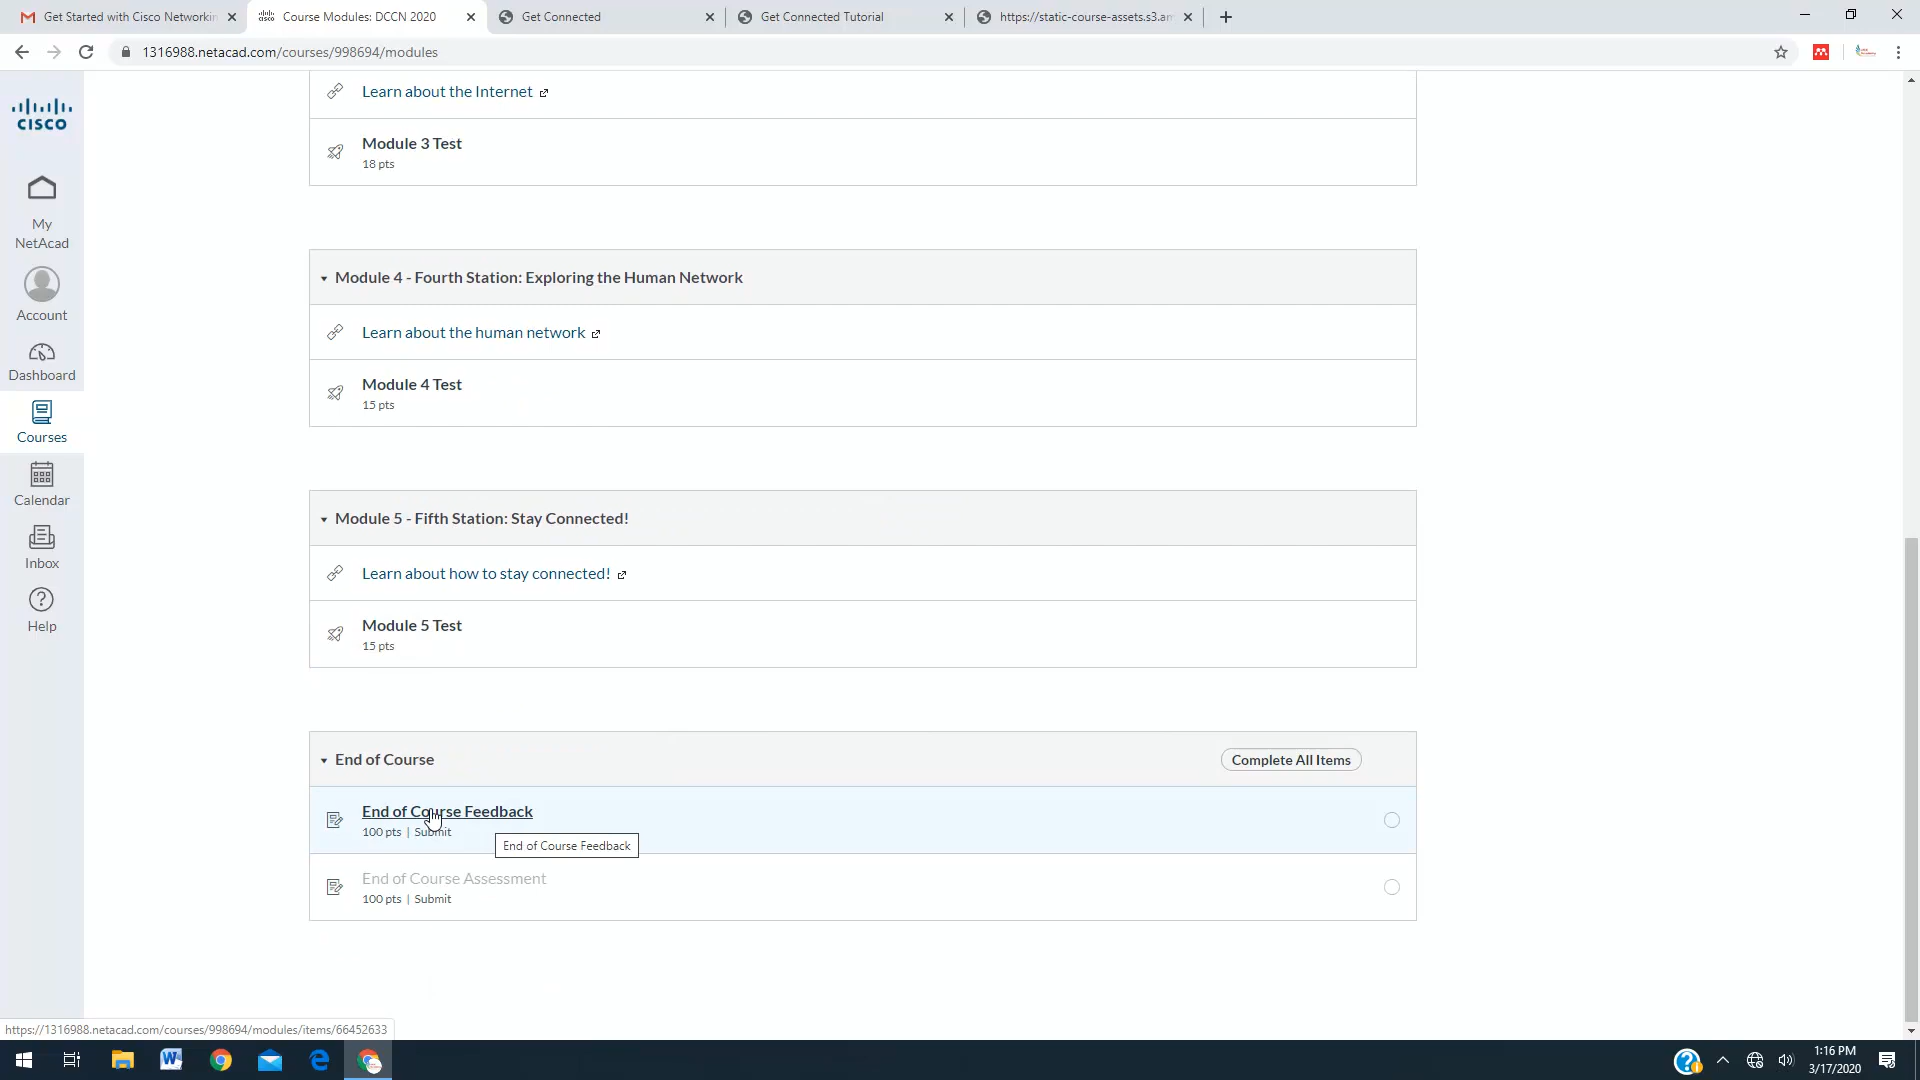 Get Started with Cisco Networkin
Course Modules: DCCN 2020
Get Connected
Get Connected Tutorial
https://static-course-assets.s3.am
1316988.netacad.com/courses/998694/modules
CISCO
My
NetAcad
Account
Dashboard
Courses
Calendar
Inbox
Help
Learn about the Internet
Module 3 Test
18 pts
Module 4 - Fourth Station: Exploring the Human Network
Learn about the human network
Module 4 Test
15 pts
Module 5 - Fifth Station: Stay Connected!
Learn about how to stay connected!
Module 5 Test
15 pts
End of Course
Complete All Items
End of Course Feedback
100 pts | Submit
End of Course Feedback
End of Course Assessment
100 pts | Submit
https://1316988.netacad.com/courses/998694/modules/items/66452633
1:16 PM
3/17/2020